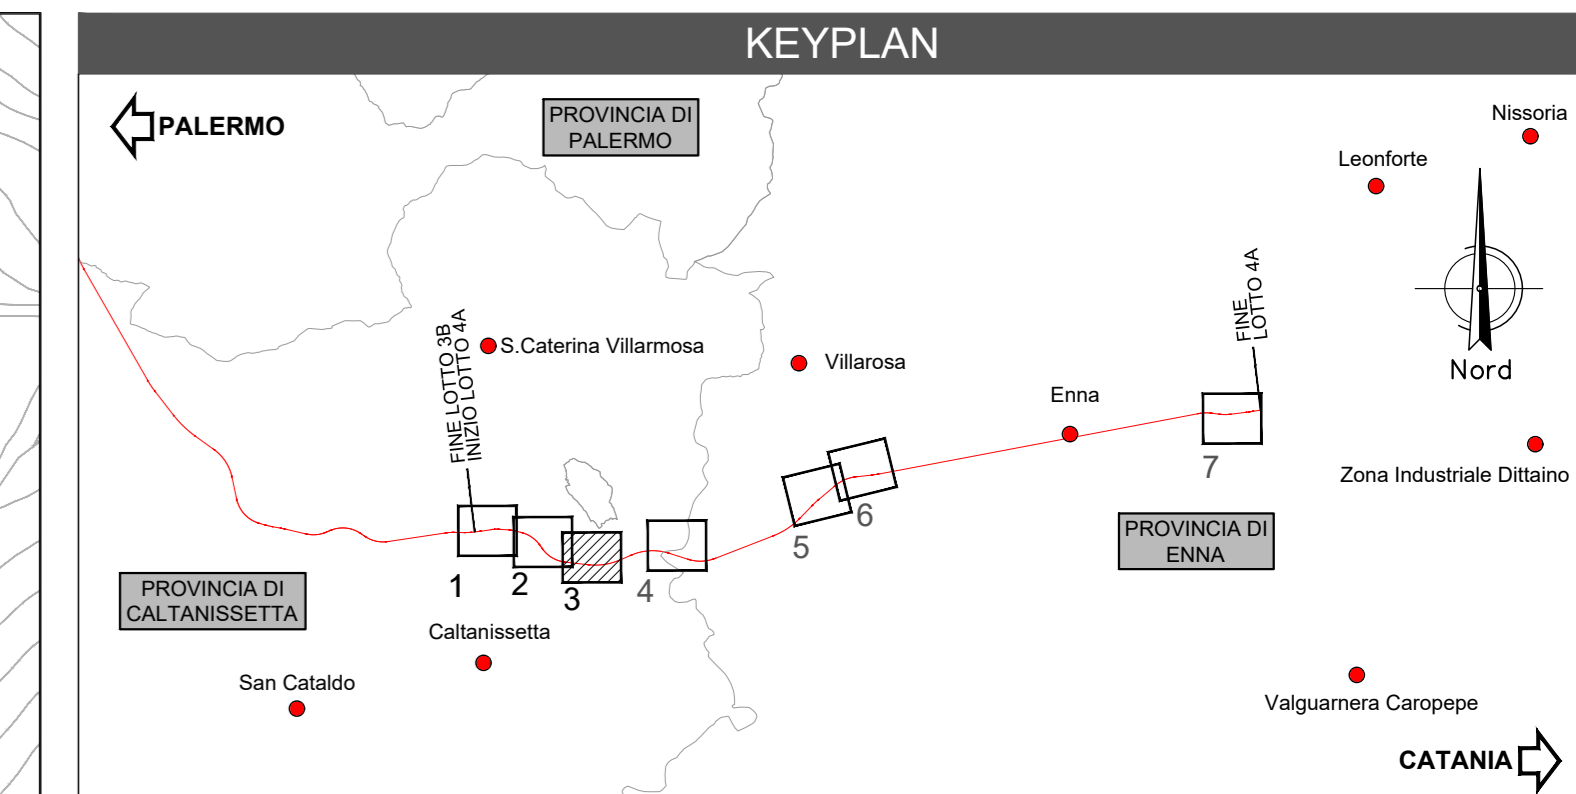 KEYPLAN
PALERMO
PROVINCIA DI
PALERMO
Nissoria
Leonforte
Nord
FINE
LOTTO 4A
FINE LOTTO 3B
INIZIO LOTTO 4A
S.Caterina Villarmosa
Villarosa
Enna
Zona Industriale Dittaino
1
2
3
4
5
6
7
PROVINCIA DI
ENNA
PROVINCIA DI
CALTANISSETTA
Caltanissetta
San Cataldo
Valguarnera Caropepe
CATANIA